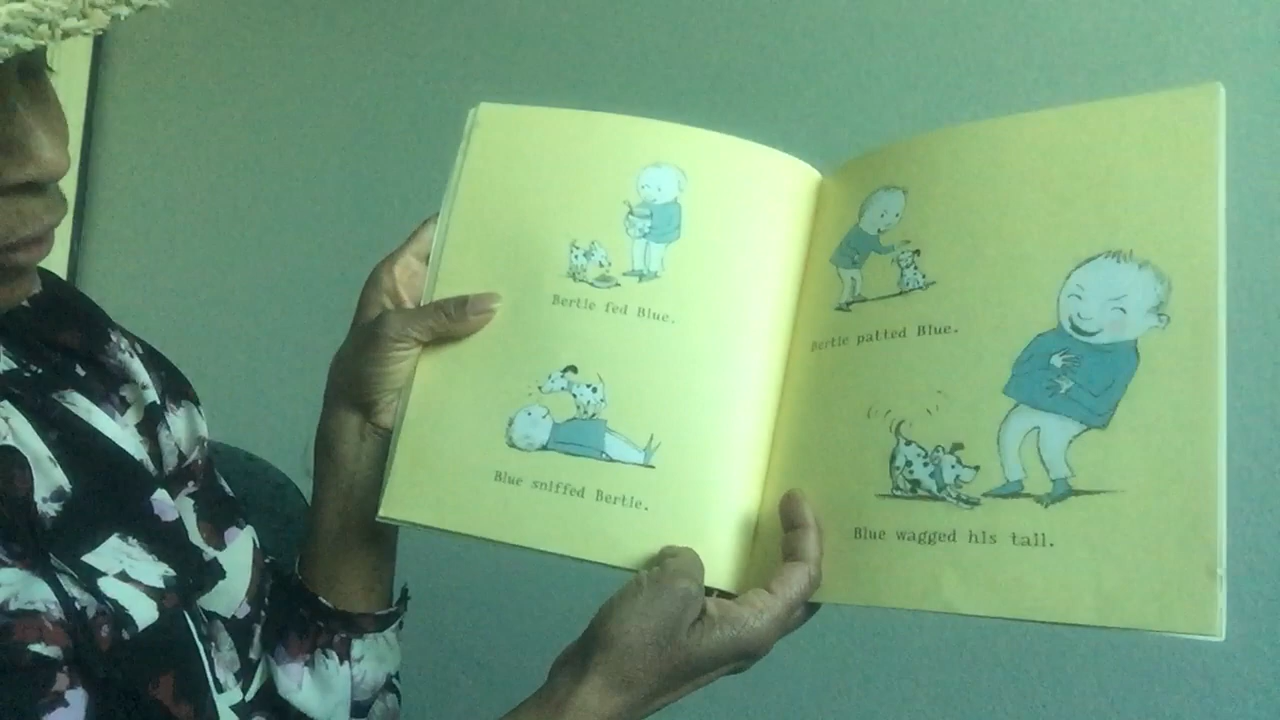 Bertie fed Blue.
Blue sniffed Bertie.
Bertie patted Blue.
Blue wagged his tail.